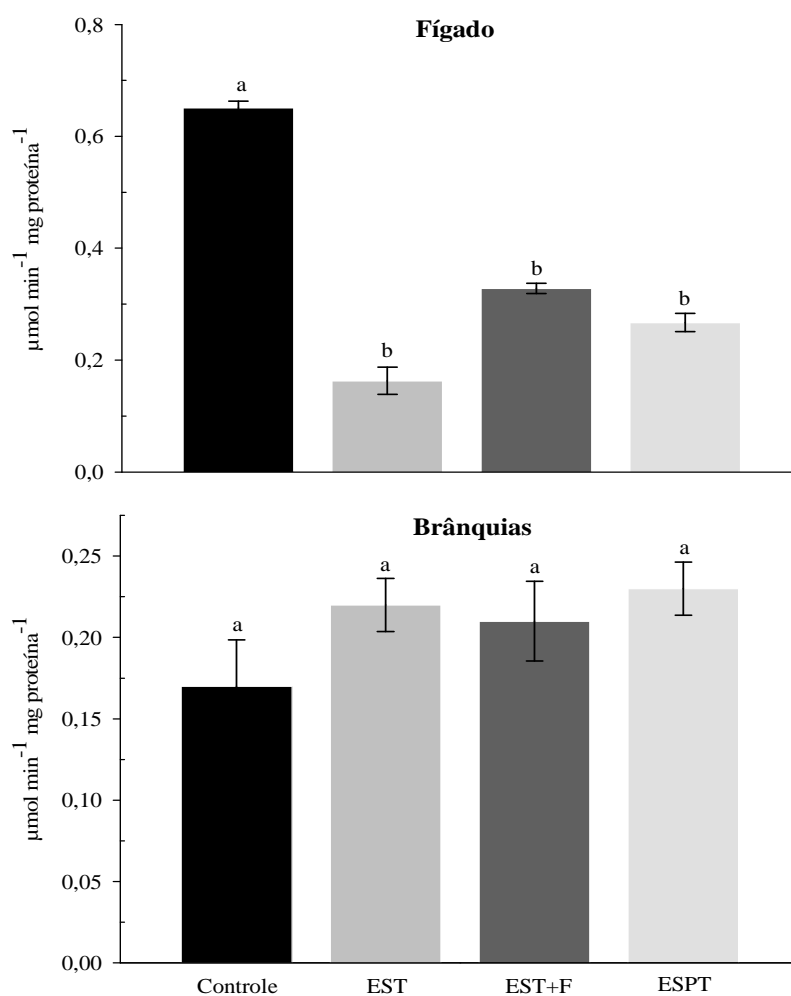 Fígado
0,8
0,6
0,4
0,2
0,0
µmol min-1 mg proteína-1
a
b
b
b
Brânquias
0,25
0,20
0,15
0,10
0,05
0,00
µmol min-1 mg proteína-1
a
a
a
a
Controle
EST
EST+F
ESPT